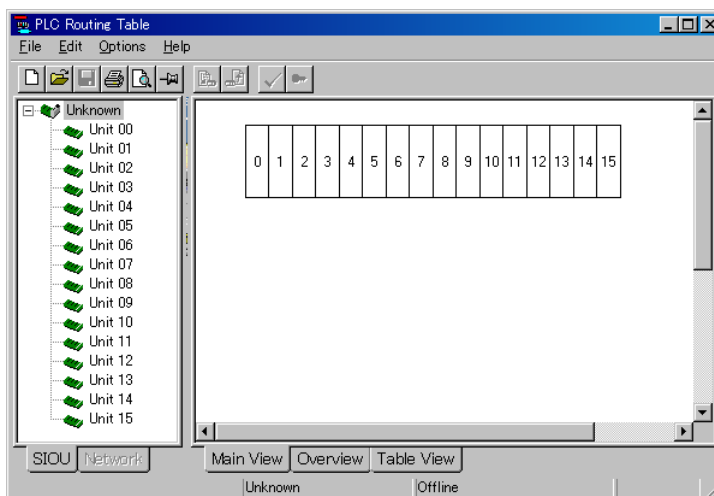 PLC Routing Table
File Edit Options Help
Unknown
Unit 00
Unit 01
Unit 02
Unit 03
Unit 04
Unit 05
Unit 06
Unit 07
Unit 08
Unit 09
Unit 10
Unit 11
Unit 12
Unit 13
Unit 14
Unit 15
0 1 2 3 4 5 6 7 8 9 10 11 12 13 14 15
SIOU Network
Main View Overview Table View
Unknown Offline